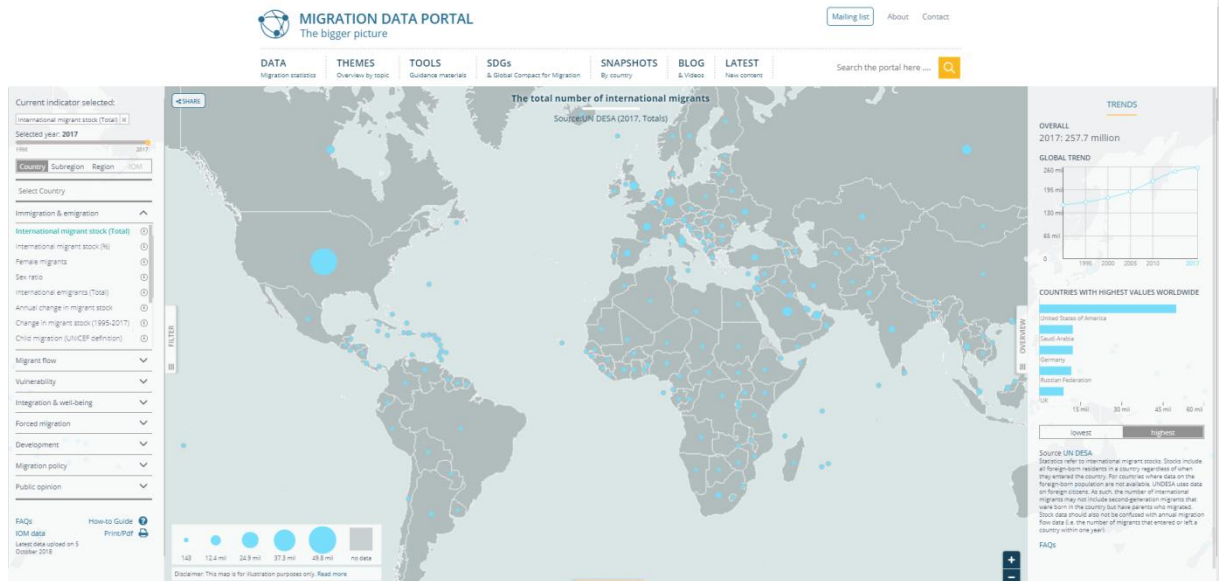 MIGRATION DATA PORTAL
The bigger picture
Mailing list About Contact
DATA THEMES TOOLS SDGs SNAPSHOTS BLOG LATEST
Migration statistics Overview by topic Guidance materials & Global Compact for Migration By country & Videos New content
Search the portal here ....
Current indicator selected:
International migrant stock (Total) ×
Selected year: 2017
1990 2017
Country Subregion Region IOM
Select Country
Immigration & emigration
International migrant stock (Total)
International migrant stock (%)
Female migrants
Sex ratio
International emigrants (Total)
Annual change in migrant stock
Change in migrant stock (1995-2017)
Child migration (UNICEF definition)
Migrant flow
Vulnerability
Integration & well-being
Forced migration
Development
Migration policy
Public opinion
FAQs How-to Guide ?
IOM data Print/Pdf
Latest data upload on 5
October 2018
SHARE
The total number of international migrants
Source:UN DESA (2017, Totals)
FILTER
OVERVIEW
143 12.4 mil 24.9 mil 37.3 mil 49.8 mil no data
Disclaimer: This map is for illustration purposes only. Read more
+
−
TRENDS
OVERALL
2017: 257.7 million
GLOBAL TREND
260 mil
195 mil
130 mil
65 mil
0
1995 2000 2005 2010 2017
COUNTRIES WITH HIGHEST VALUES WORLDWIDE
United States of America
Saudi Arabia
Germany
Russian Federation
UK
15 mil 30 mil 45 mil 60 mil
lowest highest
Source UN DESA
Statistics refer to international migrant stocks. Stocks include
all foreign-born residents in a country regardless of when
they entered the country. For countries where data on the
foreign-born population are not available, UNDESA uses data
on foreign citizens. As such, the number of international
migrants may not include second-generation migrants that
were born in the country but have parents who migrated.
Stock data should also not be confused with annual migration
flow data (i.e. the number of migrants that entered or left a
country within one year).
FAQs